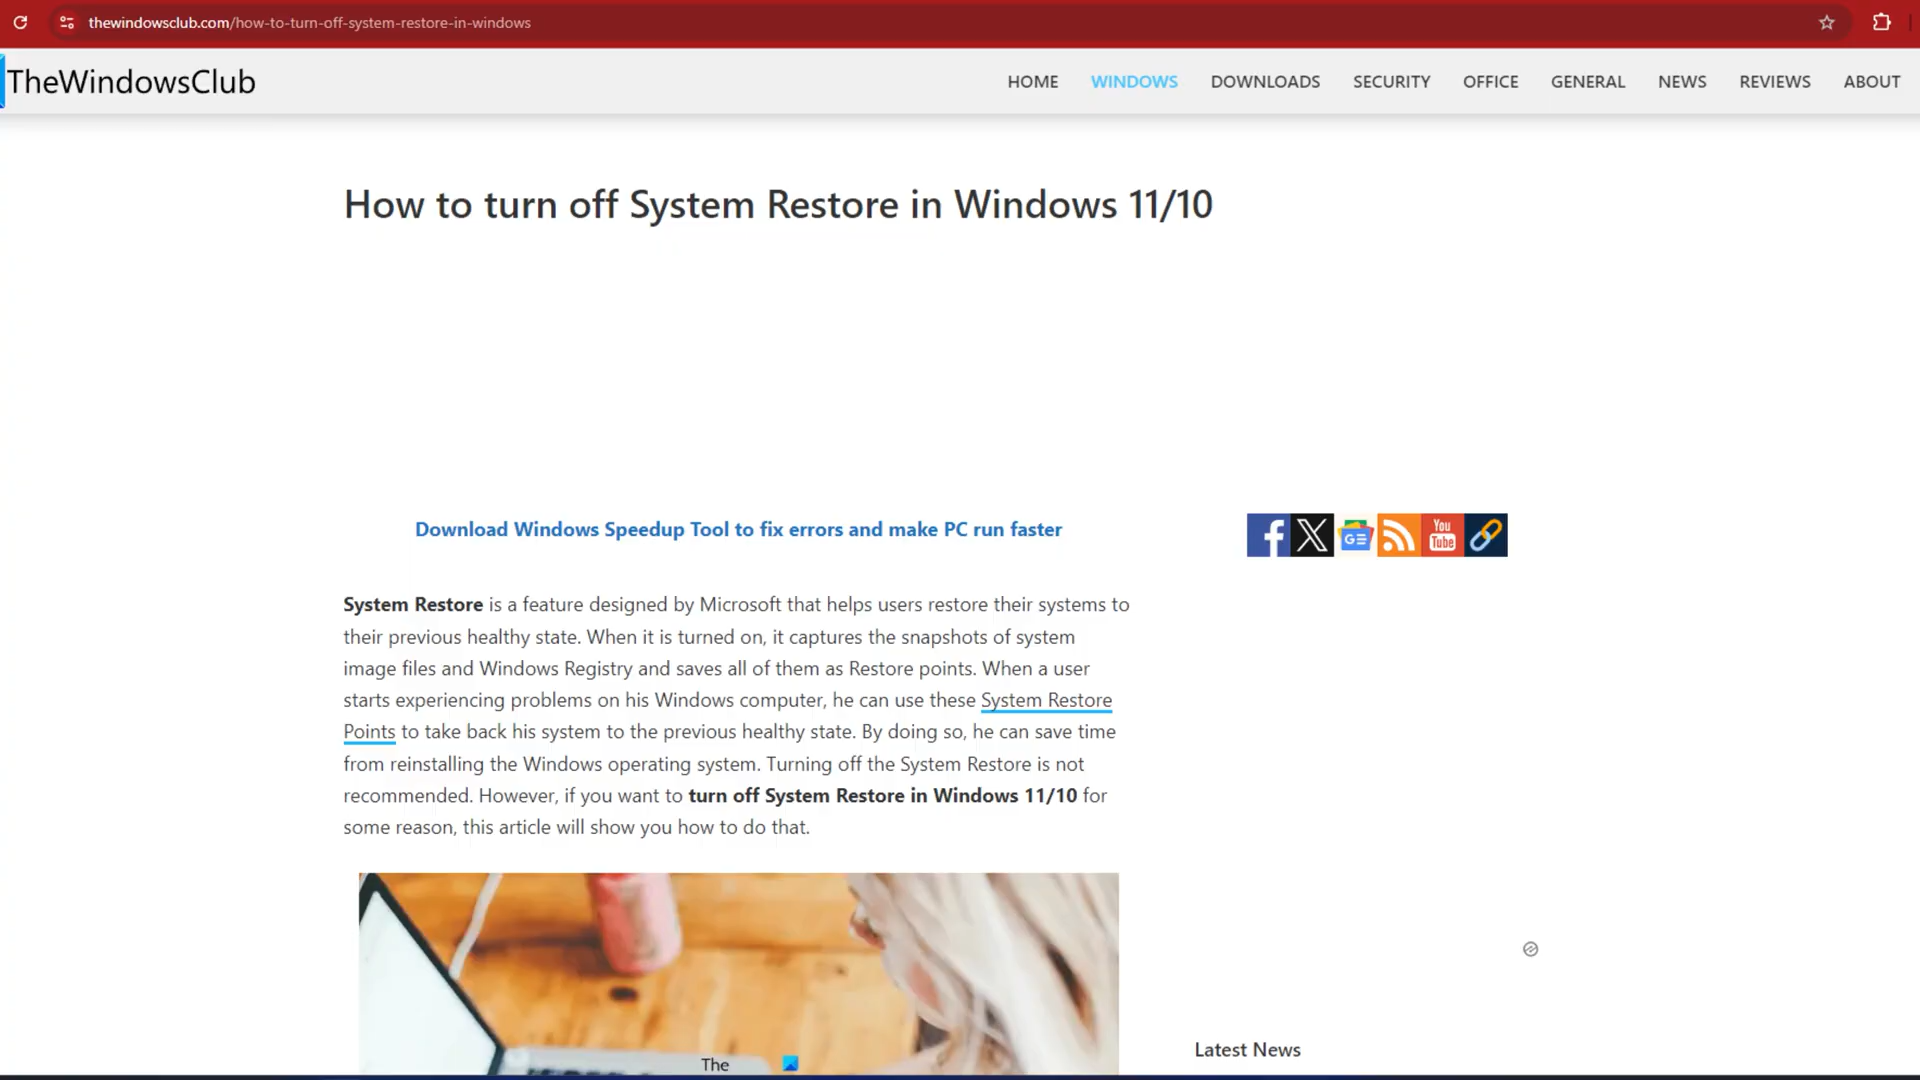 thewindowsclub.com/how-to-turn-off-system-restore-in-windows
TheWindowsClub
HOME WINDOWS DOWNLOADS SECURITY OFFICE GENERAL NEWS REVIEWS ABOUT
How to turn off System Restore in Windows 11/10
Download Windows Speedup Tool to fix errors and make PC run faster
You
Tube
GE
System Restore is a feature designed by Microsoft that helps users restore their systems to
their previous healthy state. When it is turned on, it captures the snapshots of system
image files and Windows Registry and saves all of them as Restore points. When a user
starts experiencing problems on his Windows computer, he can use these System Restore
Points to take back his system to the previous healthy state. By doing so, he can save time
from reinstalling the Windows operating system. Turning off the System Restore is not
recommended. However, if you want to turn off System Restore in Windows 11/10 for
some reason, this article will show you how to do that.
The
Latest News